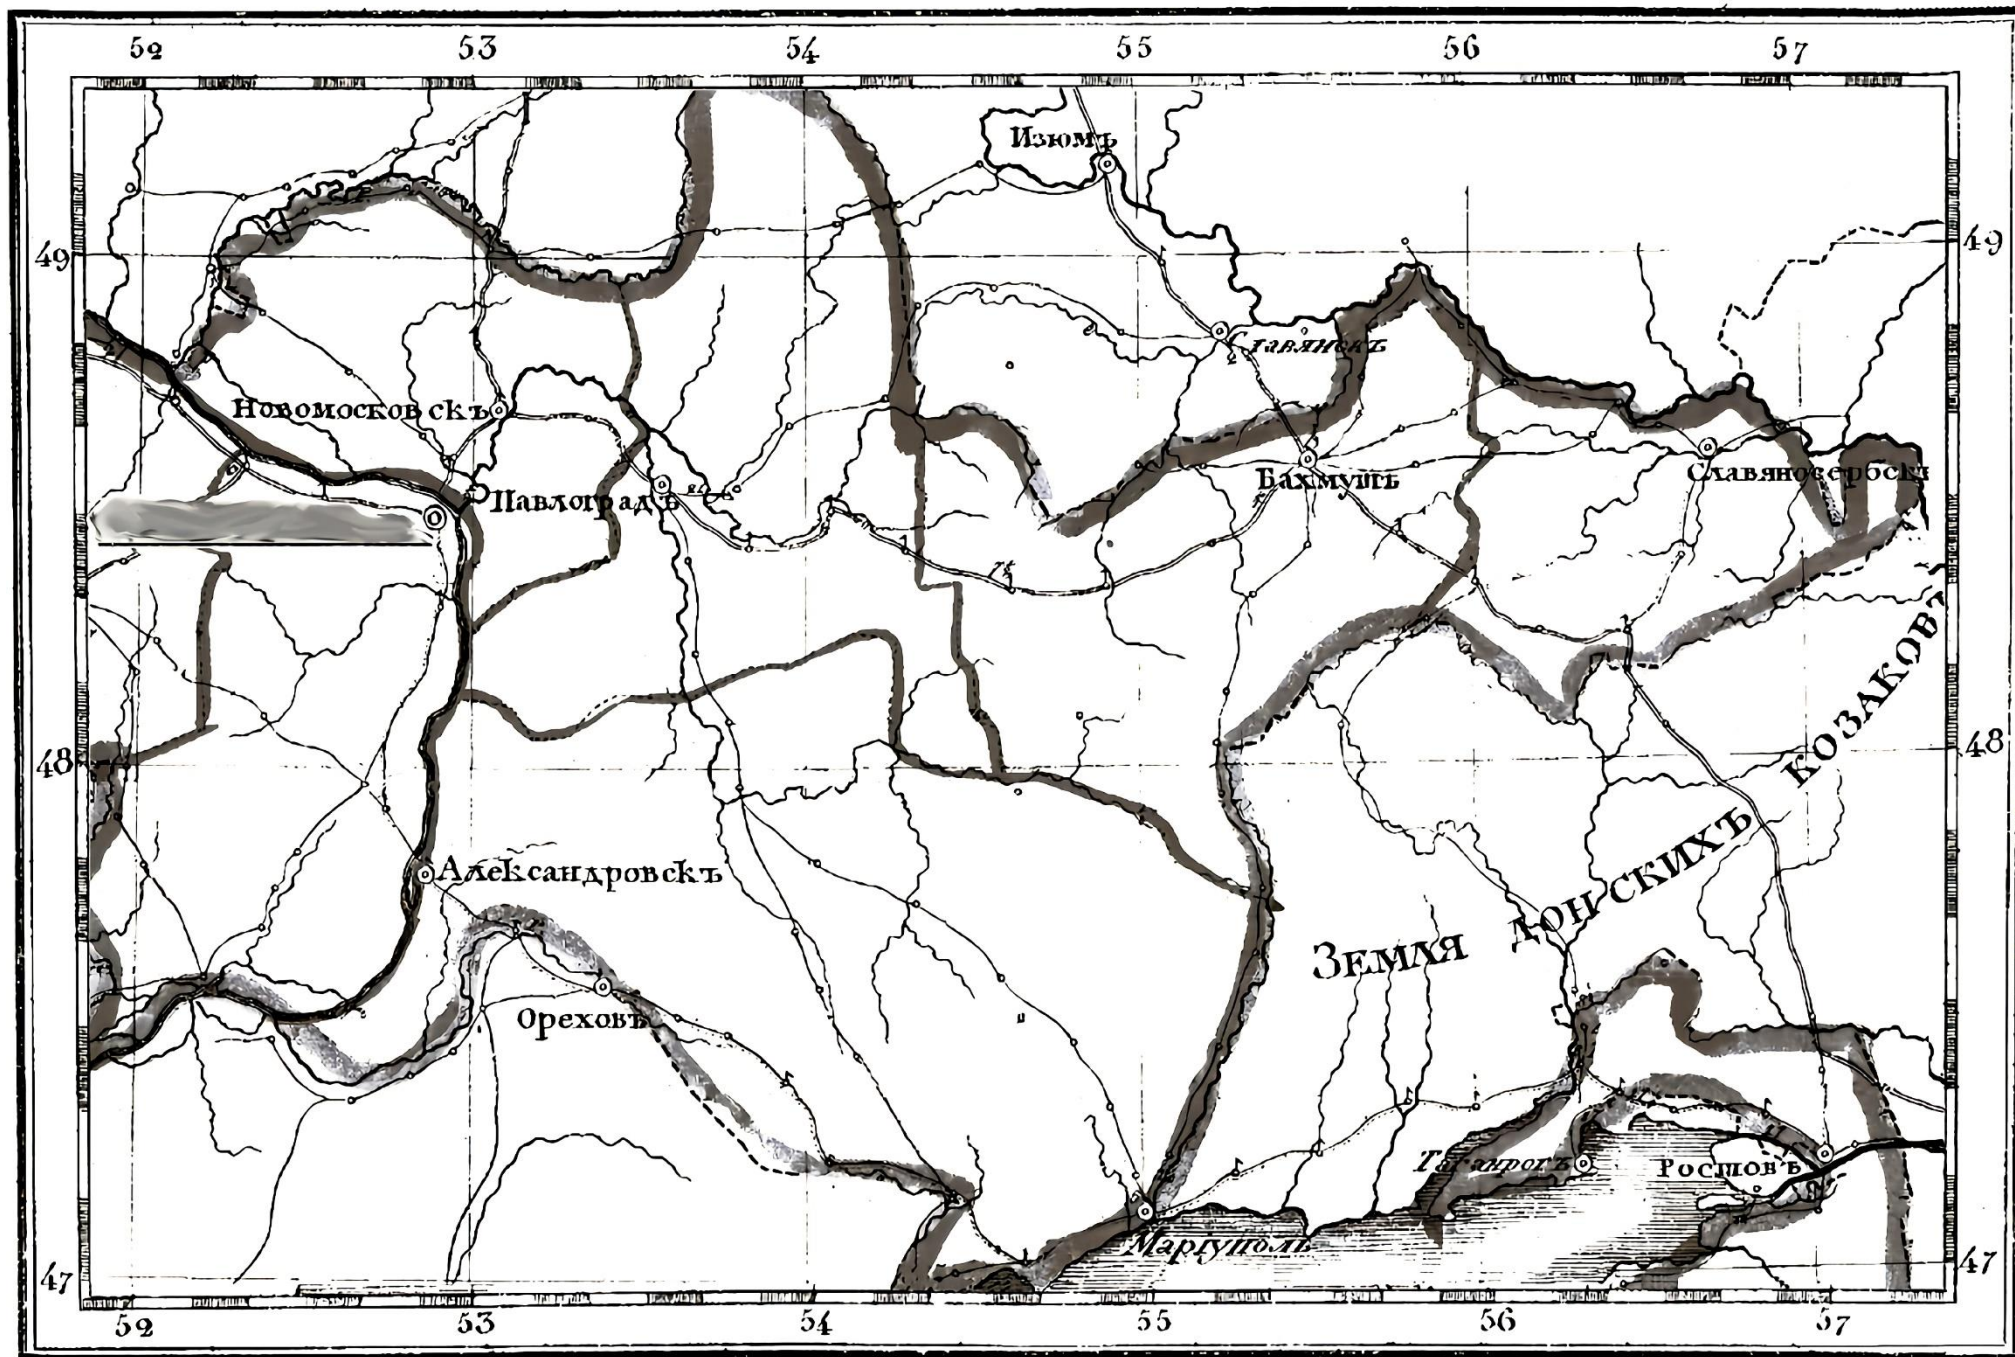 52 53 54 55 56 57
Изюмъ
49 49
Славянскъ
Новомосковскъ
Бахмутъ
Славяносербскъ
Павлоградъ
48 48
Александровскъ
Земля Донскихъ Козаковъ
Ореховъ
Таганрогъ
Ростовъ
Маріуполь
47 47
52 53 54 55 56 57